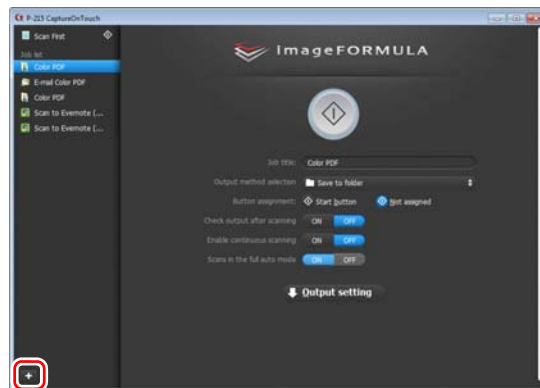 P-215 CaptureOnTouch
Scan First
Job list
Color PDF
E-mail Color PDF
Color PDF
Scan to Evernote (...
Scan to Evernote [...
imageFORMULA
Job title: Color PDF
Output method selection Save to folder
Button assignment: Start button Not assigned
Check output after scanning ON OFF
Enable continuous scanning ON OFF
Scans in the full auto mode ON OFF
Output setting
+